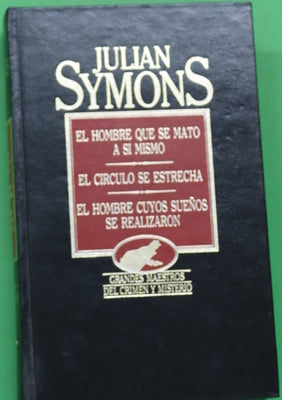 JULIAN
SYMONS
EL HOMBRE QUE SE MATO
A SI MISMO
EL CIRCULO SE ESTRECHA
EL HOMBRE CUYOS SUEÑOS
SE REALIZARON
GRANDES MAESTROS
DEL CRIMEN Y MISTERIO